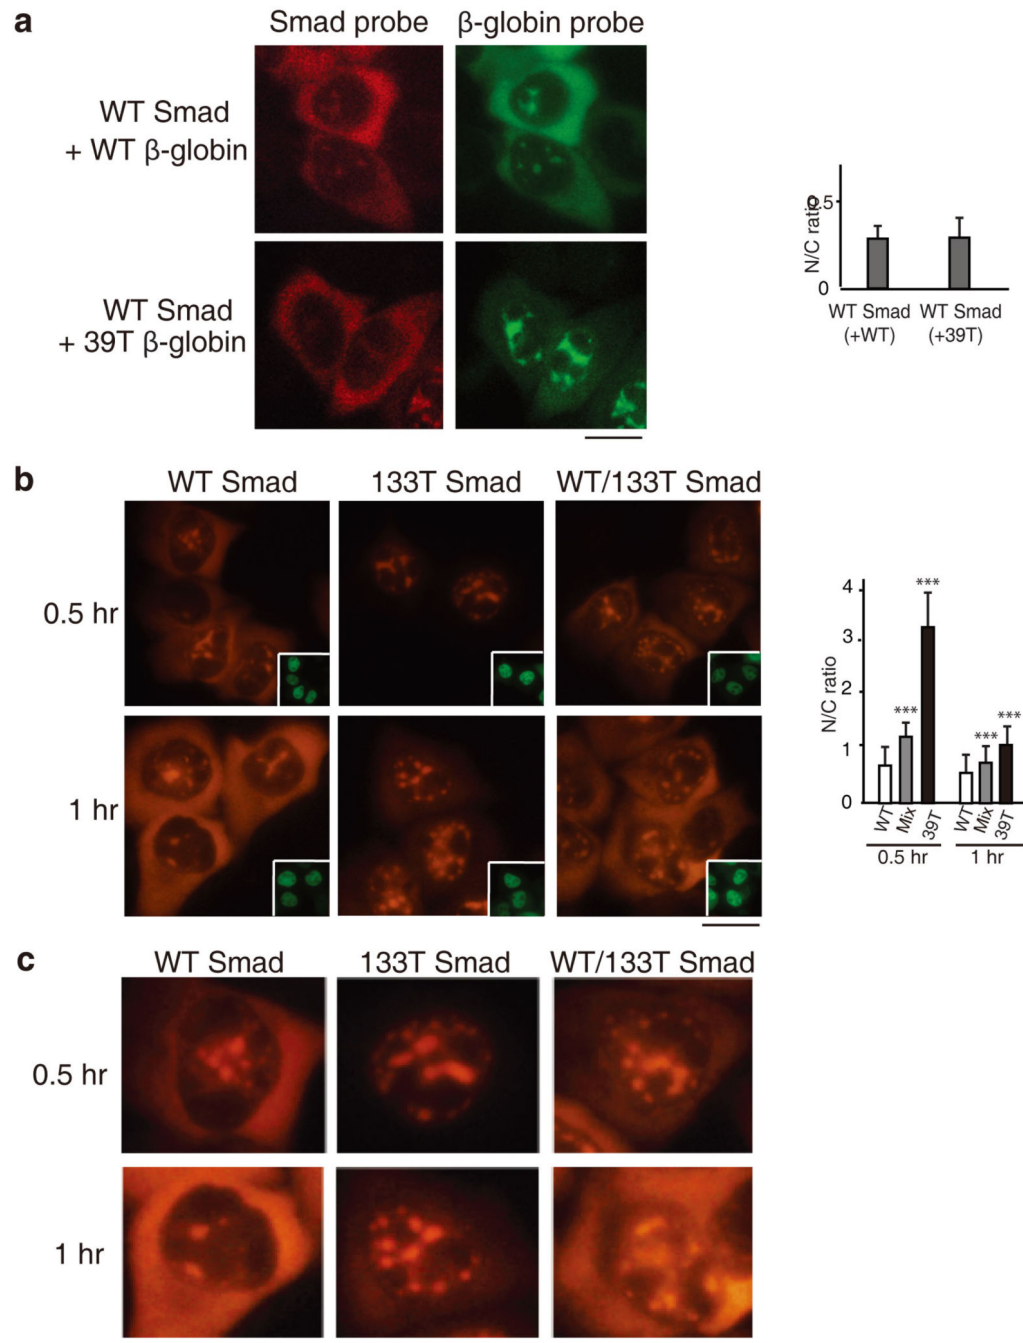 a
Smad probe
β-globin probe
WT Smad
+ WT β-globin
WT Smad
+ 39T β-globin
N/C ratio
0.5
0
WT Smad
(+WT)
WT Smad
(+39T)
b
WT Smad
133T Smad
WT/133T Smad
0.5 hr
1 hr
N/C ratio
4
3
2
1
0
***
***
***
***
WT
Mix
39T
WT
Mix
39T
0.5 hr
1 hr
c
WT Smad
133T Smad
WT/133T Smad
0.5 hr
1 hr